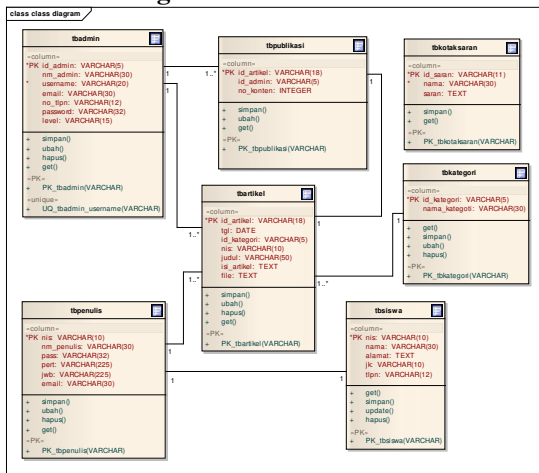 class class diagram
tbadmin
«column»
*PK id_admin: VARCHAR(5)
nm_admin: VARCHAR(30)
* username: VARCHAR(20)
email: VARCHAR(30)
no_tlpn: VARCHAR(12)
password: VARCHAR(32)
level: VARCHAR(15)
+ simpan()
+ ubah()
+ hapus()
+ get()
«PK»
+ PK_tbadmin(VARCHAR)
«unique»
+ UQ_tbadmin_username(VARCHAR)
tbpublikasi
«column»
*PK id_artikel: VARCHAR(18)
id_admin: VARCHAR(5)
no_konten: INTEGER
+ simpan()
+ ubah()
+ get()
«PK»
+ PK_tbpublikasi(VARCHAR)
tbkotaksaran
«column»
*PK id_saran: VARCHAR(11)
* nama: VARCHAR(30)
saran: TEXT
+ simpan()
+ get()
«PK»
+ PK_tbkotaksaran(VARCHAR)
tbartikel
«column»
*PK id_artikel: VARCHAR(18)
tgl: DATE
id_kategori: VARCHAR(5)
nis: VARCHAR(10)
judul: VARCHAR(50)
isi_artikel: TEXT
file: TEXT
+ simpan()
+ ubah()
+ hapus()
+ get()
«PK»
+ PK_tbartikel(VARCHAR)
tbkategori
«column»
*PK id_kategori: VARCHAR(5)
nama_kategoti: VARCHAR(30)
+ get()
+ simpan()
+ ubah()
+ hapus()
«PK»
+ PK_tbkategori(VARCHAR)
tbpenulis
«column»
*PK nis: VARCHAR(10)
nm_penulis: VARCHAR(30)
pass: VARCHAR(32)
pert: VARCHAR(225)
jwb: VARCHAR(225)
email: VARCHAR(30)
+ simpan()
+ ubah()
+ hapus()
+ get()
«PK»
+ PK_tbpenulis(VARCHAR)
tbsiswa
«column»
*PK nis: VARCHAR(10)
nama: VARCHAR(30)
alamat: TEXT
jk: VARCHAR(10)
tlpn: VARCHAR(12)
+ get()
+ simpan()
+ update()
+ hapus()
«PK»
+ PK_tbsiswa(VARCHAR)
1
1..*
1
1
1..*
1
1
1..*
1..*
1
1
1